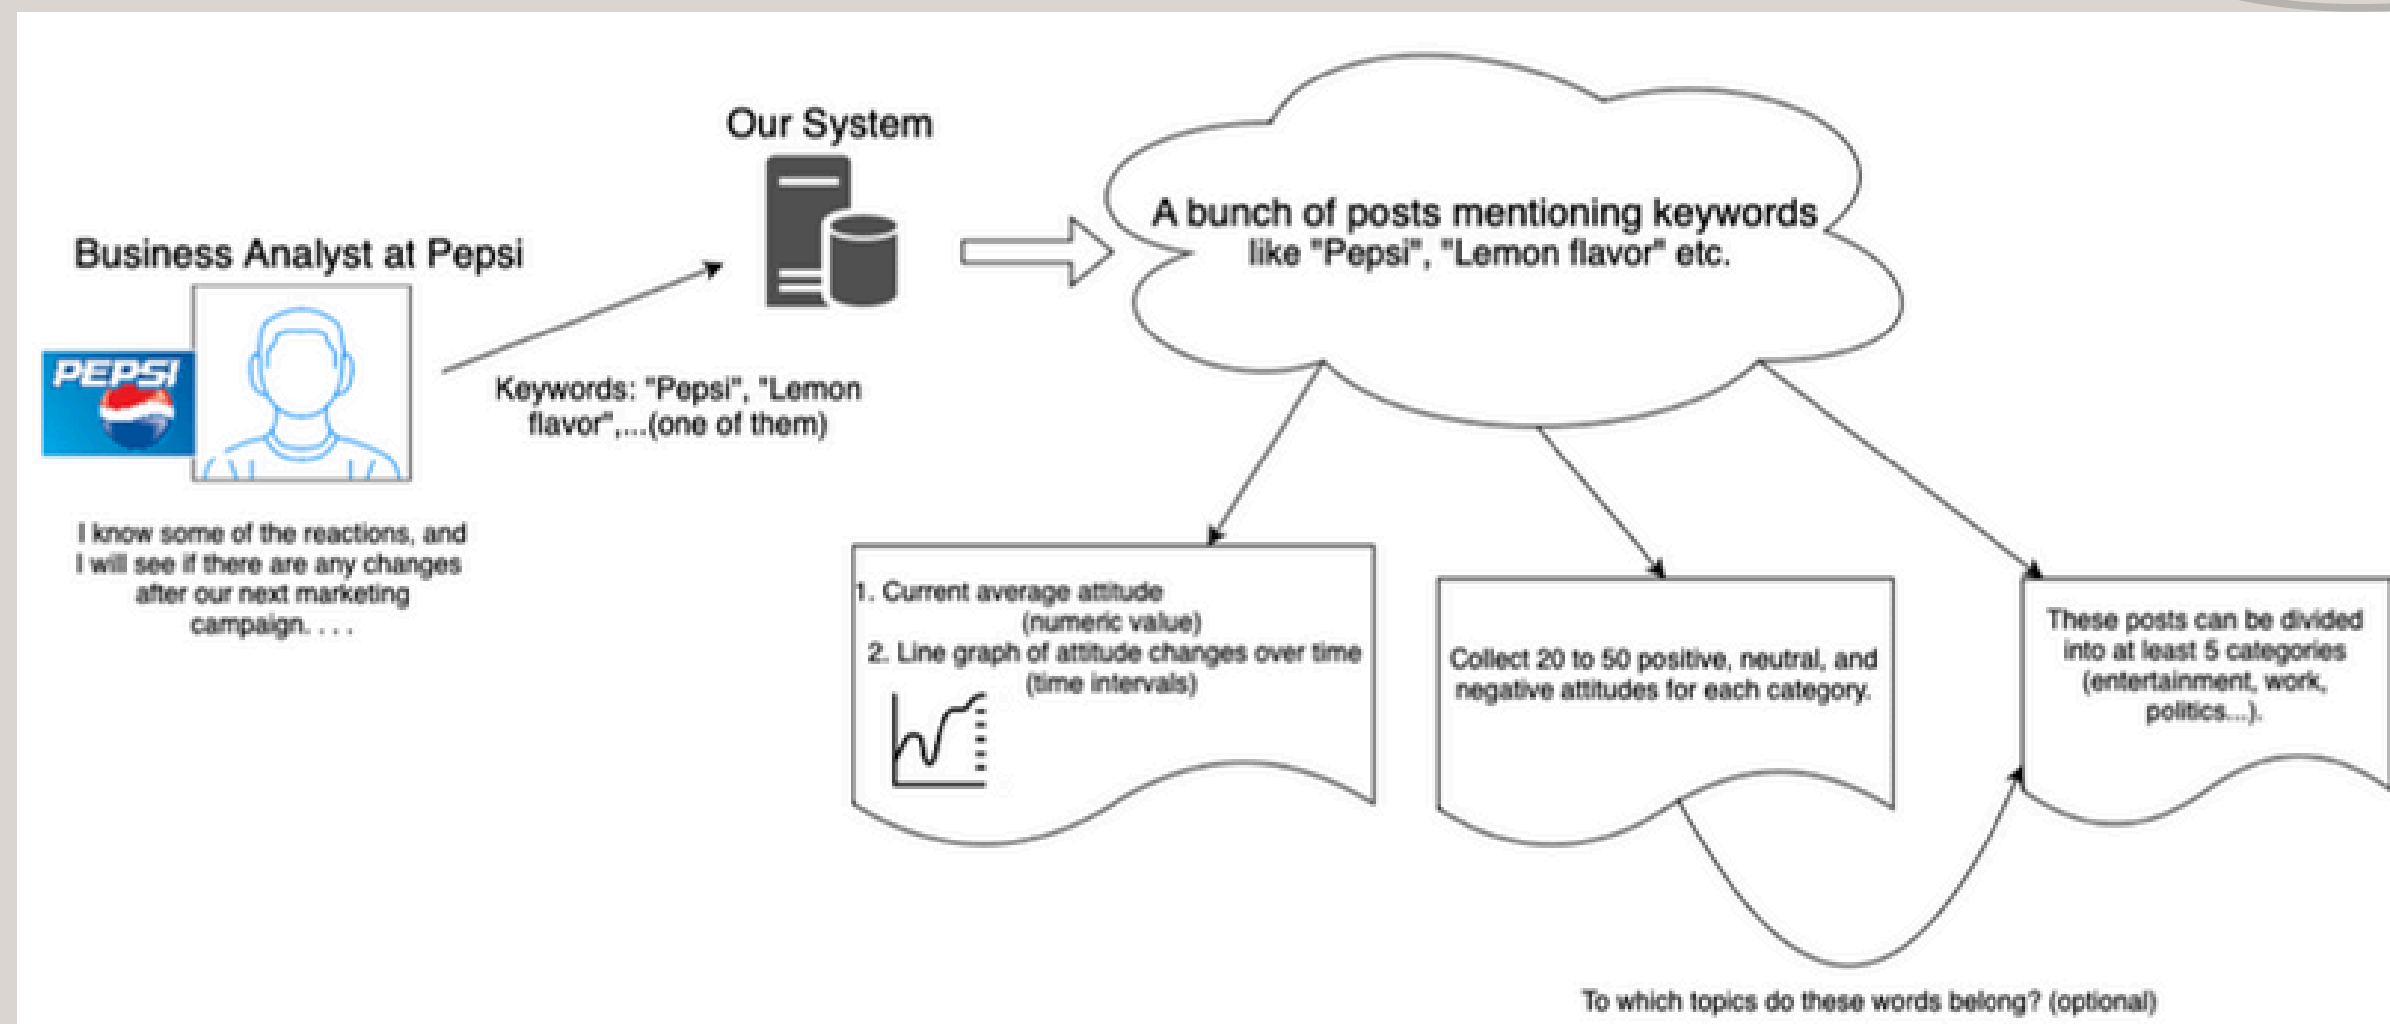 Our System
A bunch of posts mentioning keywords
like "Pepsi", "Lemon flavor" etc.
Business Analyst at Pepsi
PEPSI
Keywords: "Pepsi", "Lemon
flavor",...(one of them)
I know some of the reactions, and
I will see if there are any changes
after our next marketing
campaign. . . .
1. Current average attitude
(numeric value)
2. Line graph of attitude changes over time
(time intervals)
Collect 20 to 50 positive, neutral, and
negative attitudes for each category.
These posts can be divided
into at least 5 categories
(entertainment, work,
politics...).
To which topics do these words belong? (optional)